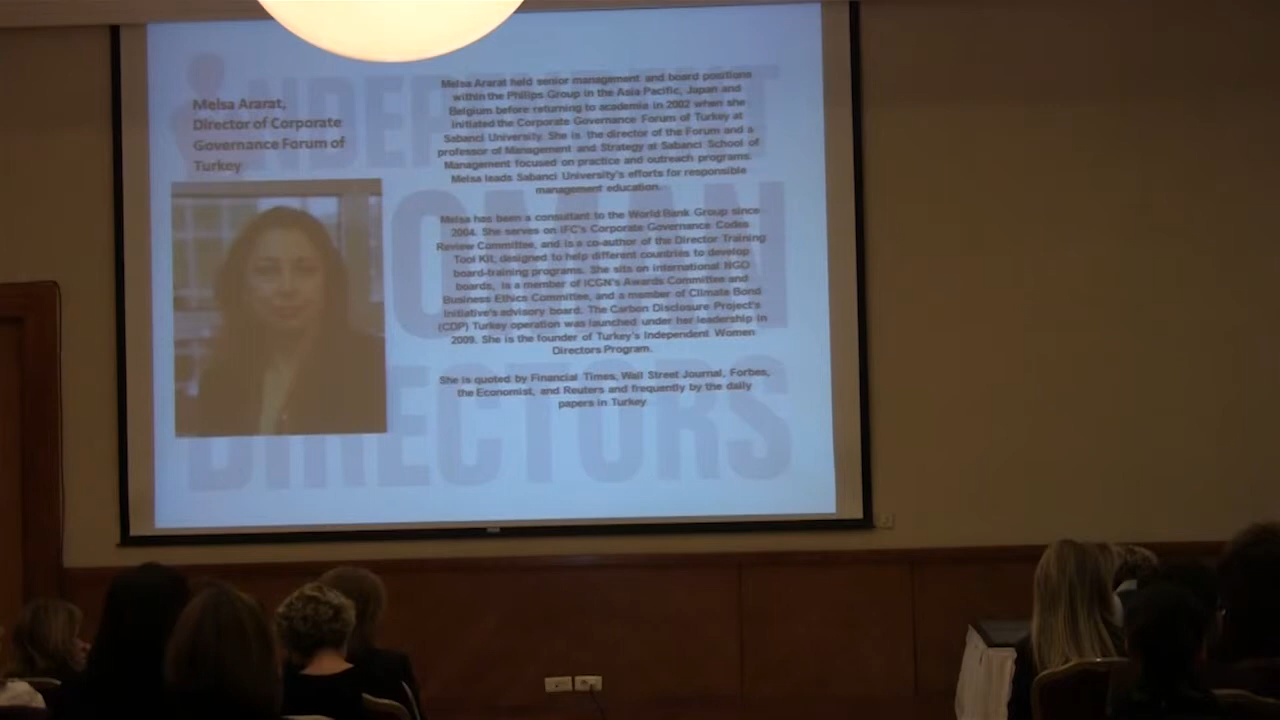 Melsa Ararat,
Director of Corporate
Governance Forum of
Turkey
Melsa Ararat held senior management and board positions
within the Philips Group in the Asia Pacific, Japan and
Belgium before returning to academia in 2002 when she
initiated the Corporate Governance Forum of Turkey at
Sabanci University. She is the director of the Forum and a
professor of Management and Strategy at Sabanci School of
Management focused on practice and outreach programs.
Melsa leads Sabanci University's efforts for responsible
management education.
Melsa has been a consultant to the World Bank Group since
2004. She serves on IFC's Corporate Governance Codes
Review Committee, and is a co-author of the Director Training
Tool Kit, designed to help different countries to develop
board-training programs. She sits on international NGO
boards, is a member of ICGN's Awards Committee and
Business Ethics Committee, and a member of Climate Bond
Initiative's advisory board. The Carbon Disclosure Project's
(CDP) Turkey operation was launched under her leadership in
2009. She is the founder of Turkey's Independent Women
Directors Program.
She is quoted by Financial Times, Wall Street Journal, Forbes,
the Economist, and Reuters and frequently by the daily
papers in Turkey
DIRECTORS